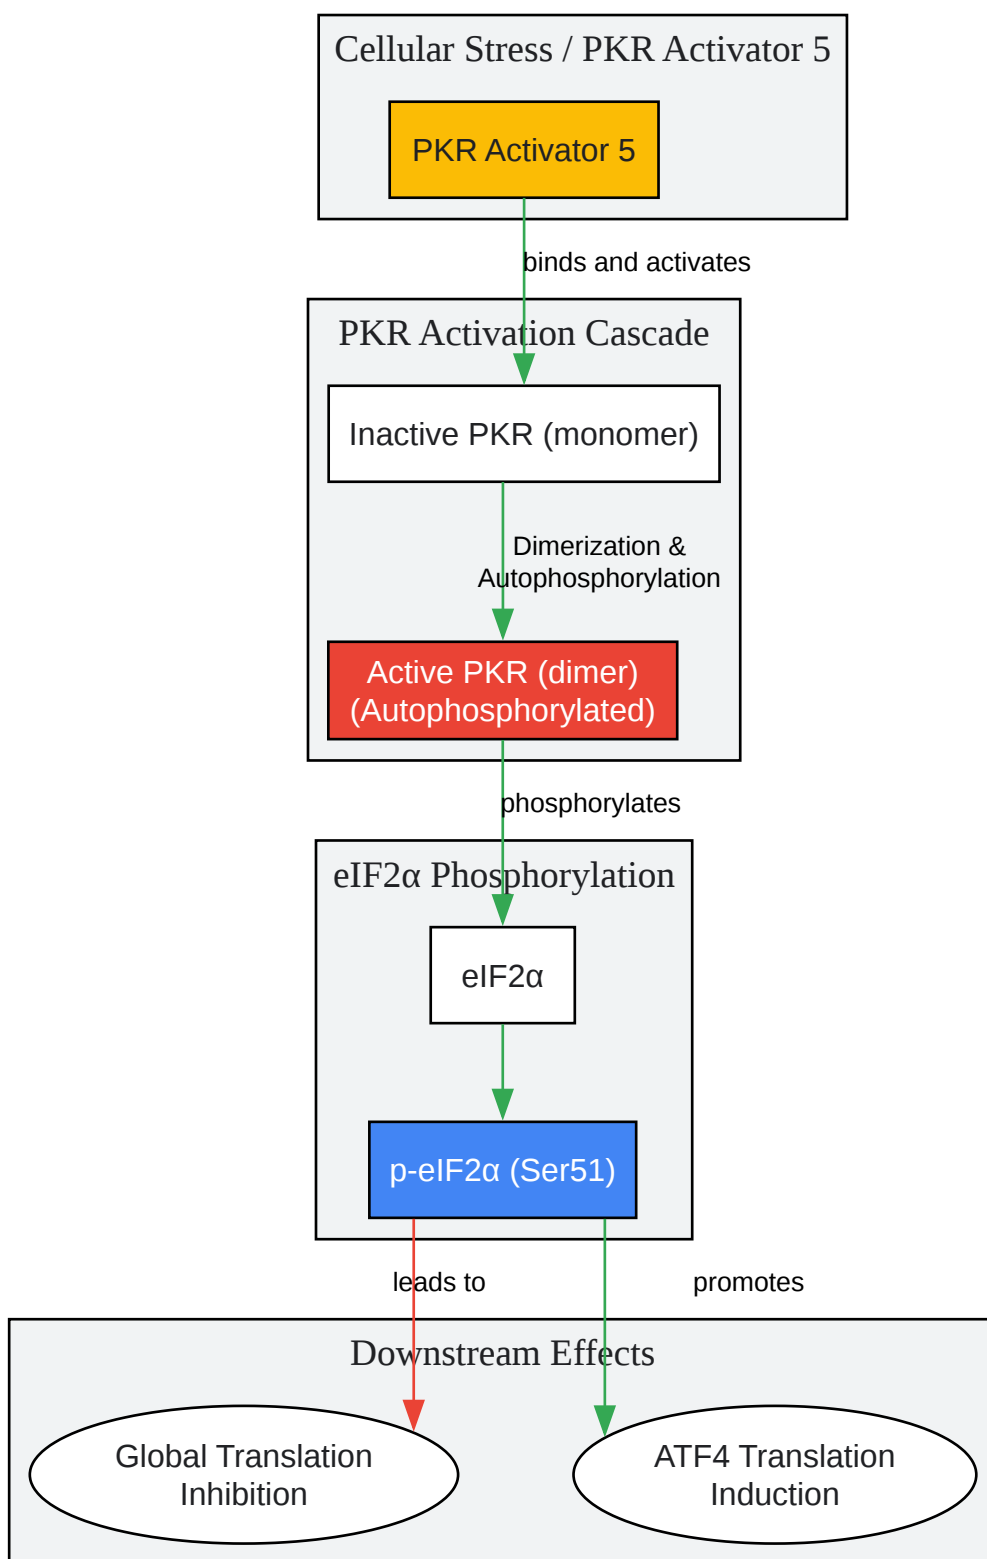 Cellular Stress / PKR Activator 5
PKR Activator 5
binds and activates
PKR Activation Cascade
Inactive PKR (monomer)
Dimerization &
Autophosphorylation
Active PKR (dimer)
(Autophosphorylated)
phosphorylates
eIF2α Phosphorylation
eIF2α
p-eIF2α (Ser51)
leads to
promotes
Downstream Effects
Global Translation
Inhibition
ATF4 Translation
Induction